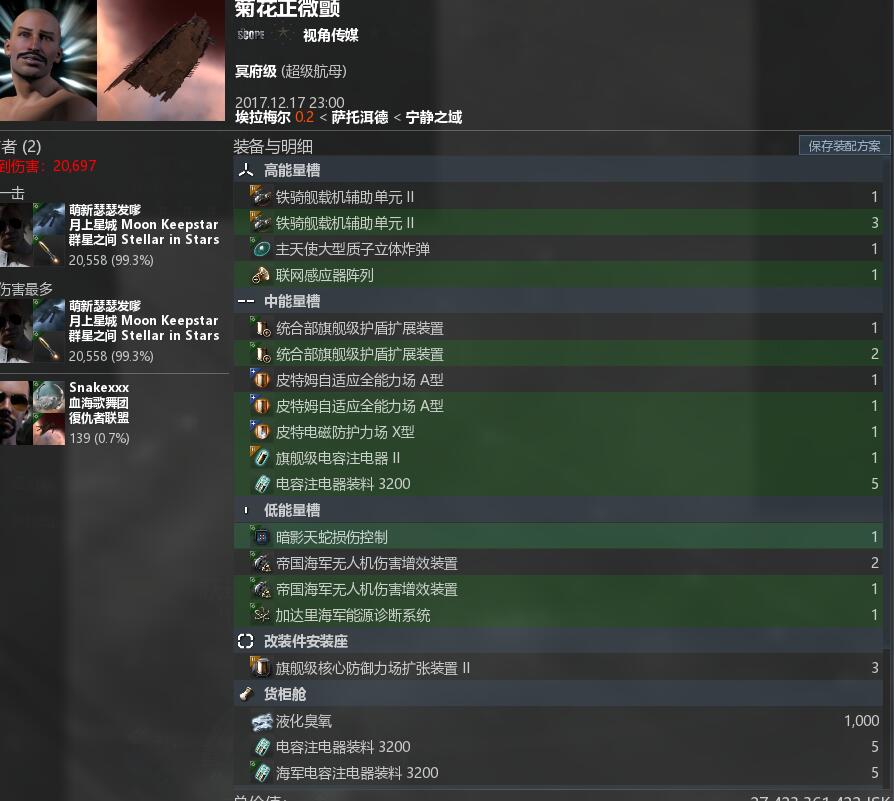 菊花正微颤
SCOPE 视角传媒
冥府级 (超级航母)
2017.12.17 23:00
埃拉梅尔 0.2 < 萨托洱德 < 宁静之域
者 (2)
到伤害: 20,697
一击
萌新瑟瑟发嗲
月上星城 Moon Keepstar
群星之间 Stellar in Stars
20,558 (99.3%)
伤害最多
萌新瑟瑟发嗲
月上星城 Moon Keepstar
群星之间 Stellar in Stars
20,558 (99.3%)
Snakexxx
血海歌舞团
復仇者联盟
139 (0.7%)
装备与明细
保存装配方案
高能量槽
铁骑舰载机辅助单元 II 1
铁骑舰载机辅助单元 II 3
主天使大型质子立体炸弹 1
联网感应器阵列 1
中能量槽
统合部旗舰级护盾扩展装置 1
统合部旗舰级护盾扩展装置 2
皮特姆自适应全能力场 A型 1
皮特姆自适应全能力场 A型 1
皮特电磁防护力场 X型 1
旗舰级电容注电器 II 1
电容注电器装料 3200 5
低能量槽
暗影天蛇损伤控制 1
帝国海军无人机伤害增效装置 2
帝国海军无人机伤害增效装置 1
加达里海军能源诊断系统 1
改装件安装座
旗舰级核心防御力场扩张装置 II 3
货柜舱
液化臭氧 1,000
电容注电器装料 3200 5
海军电容注电器装料 3200 5